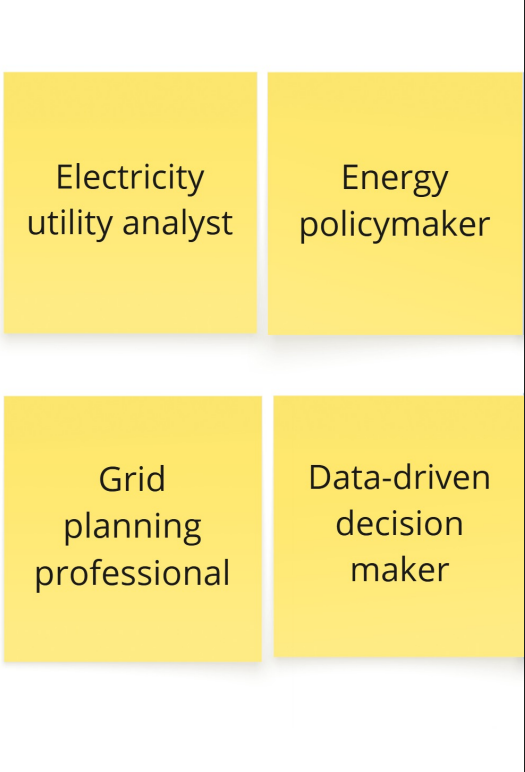 Electricity
utility analyst
Energy
policymaker
Grid
planning
professional
Data-driven
decision
maker